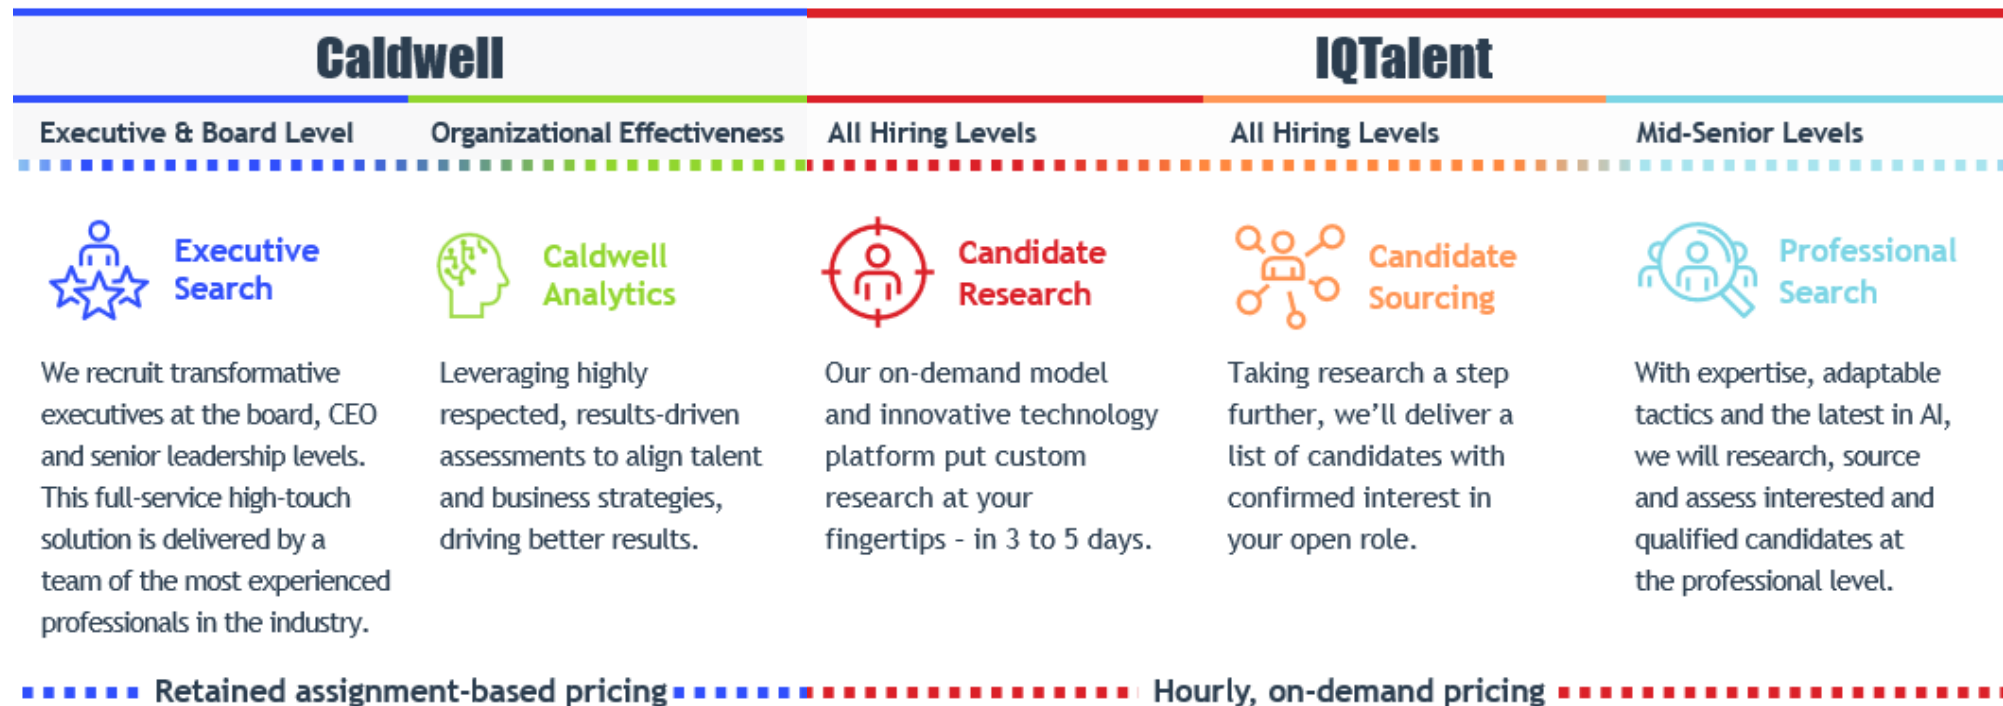 Caldwell
IQTalent
Executive & Board Level
Organizational Effectiveness
All Hiring Levels
All Hiring Levels
Mid-Senior Levels
Executive
Search
We recruit transformative
executives at the board, CEO
and senior leadership levels.
This full-service high-touch
solution is delivered by a
team of the most experienced
professionals in the industry.
Caldwell
Analytics
Leveraging highly
respected, results-driven
assessments to align talent
and business strategies,
driving better results.
Candidate
Research
Our on-demand model
and innovative technology
platform put custom
research at your
fingertips - in 3 to 5 days.
Candidate
Sourcing
Taking research a step
further, we’ll deliver a
list of candidates with
confirmed interest in
your open role.
Professional
Search
With expertise, adaptable
tactics and the latest in AI,
we will research, source
and assess interested and
qualified candidates at
the professional level.
Retained assignment-based pricing
Hourly, on-demand pricing